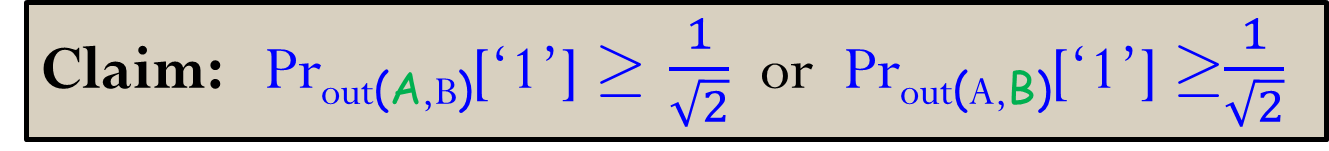 Claim: Pr_out(A,B)[‘1’] ≥ 1/√2 or Pr_out(A,B)[‘1’] ≥ 1/√2